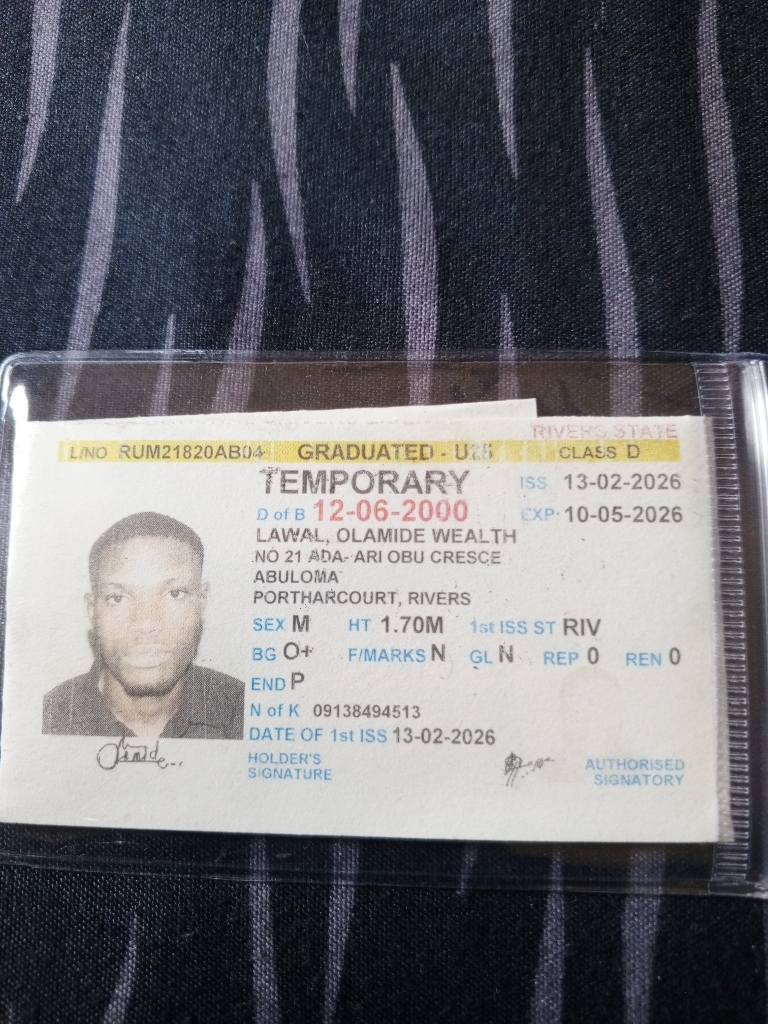 RIVERS STATE
L/NO RUM21820AB04 GRADUATED - U25 CLASS D
TEMPORARY ISS 13-02-2026
D of B 12-06-2000 EXP 10-05-2026
LAWAL, OLAMIDE WEALTH
NO 21 ADA- ARI OBU CRESCE
ABULOMA
PORTHARCOURT, RIVERS
SEX M HT 1.70M 1st ISS ST RIV
BG O+ F/MARKS N GL N REP 0 REN 0
END P
N of K 09138494513
DATE OF 1st ISS 13-02-2026
HOLDER'S
SIGNATURE
AUTHORISED
SIGNATORY